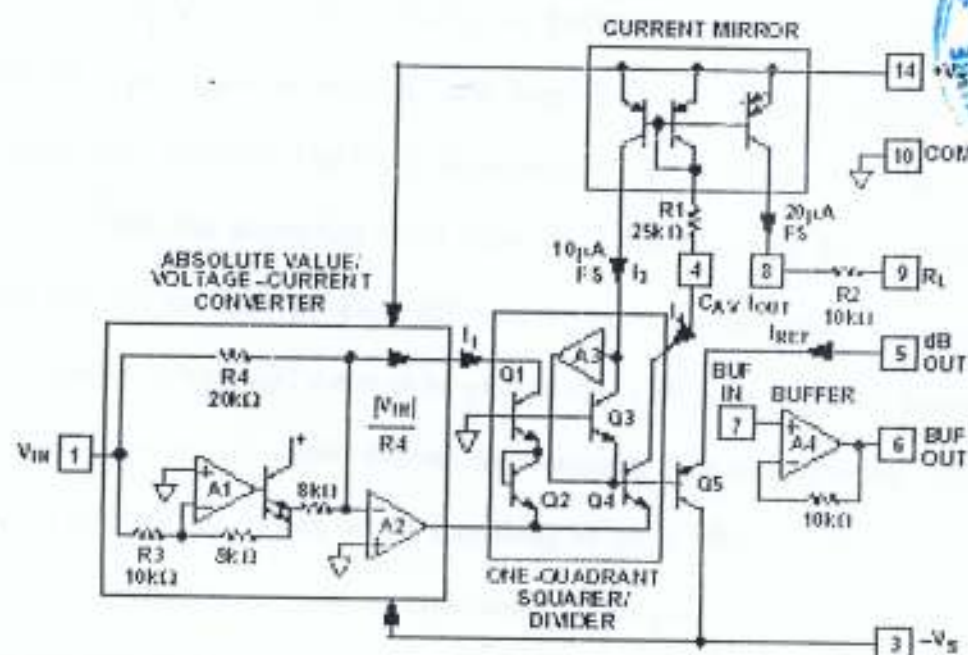 CURRENT MIRROR
14
10 COM
R1
25kΩ
20μA
FS
10μA
FS
I3
4
CAV
8
IOUT
R2
10kΩ
9 RL
ABSOLUTE VALUE/
VOLTAGE-CURRENT
CONVERTER
I1
I4
IREF
5 dB
OUT
R4
20kΩ
|VIN|
R4
Q1
A3
Q3
BUF
IN
7
BUFFER
A4
6 BUF
OUT
10kΩ
VIN 1
A1
8kΩ
R3
10kΩ
8kΩ
A2
Q2
Q4
Q5
ONE-QUADRANT
SQUARER/
DIVIDER
3 -VS